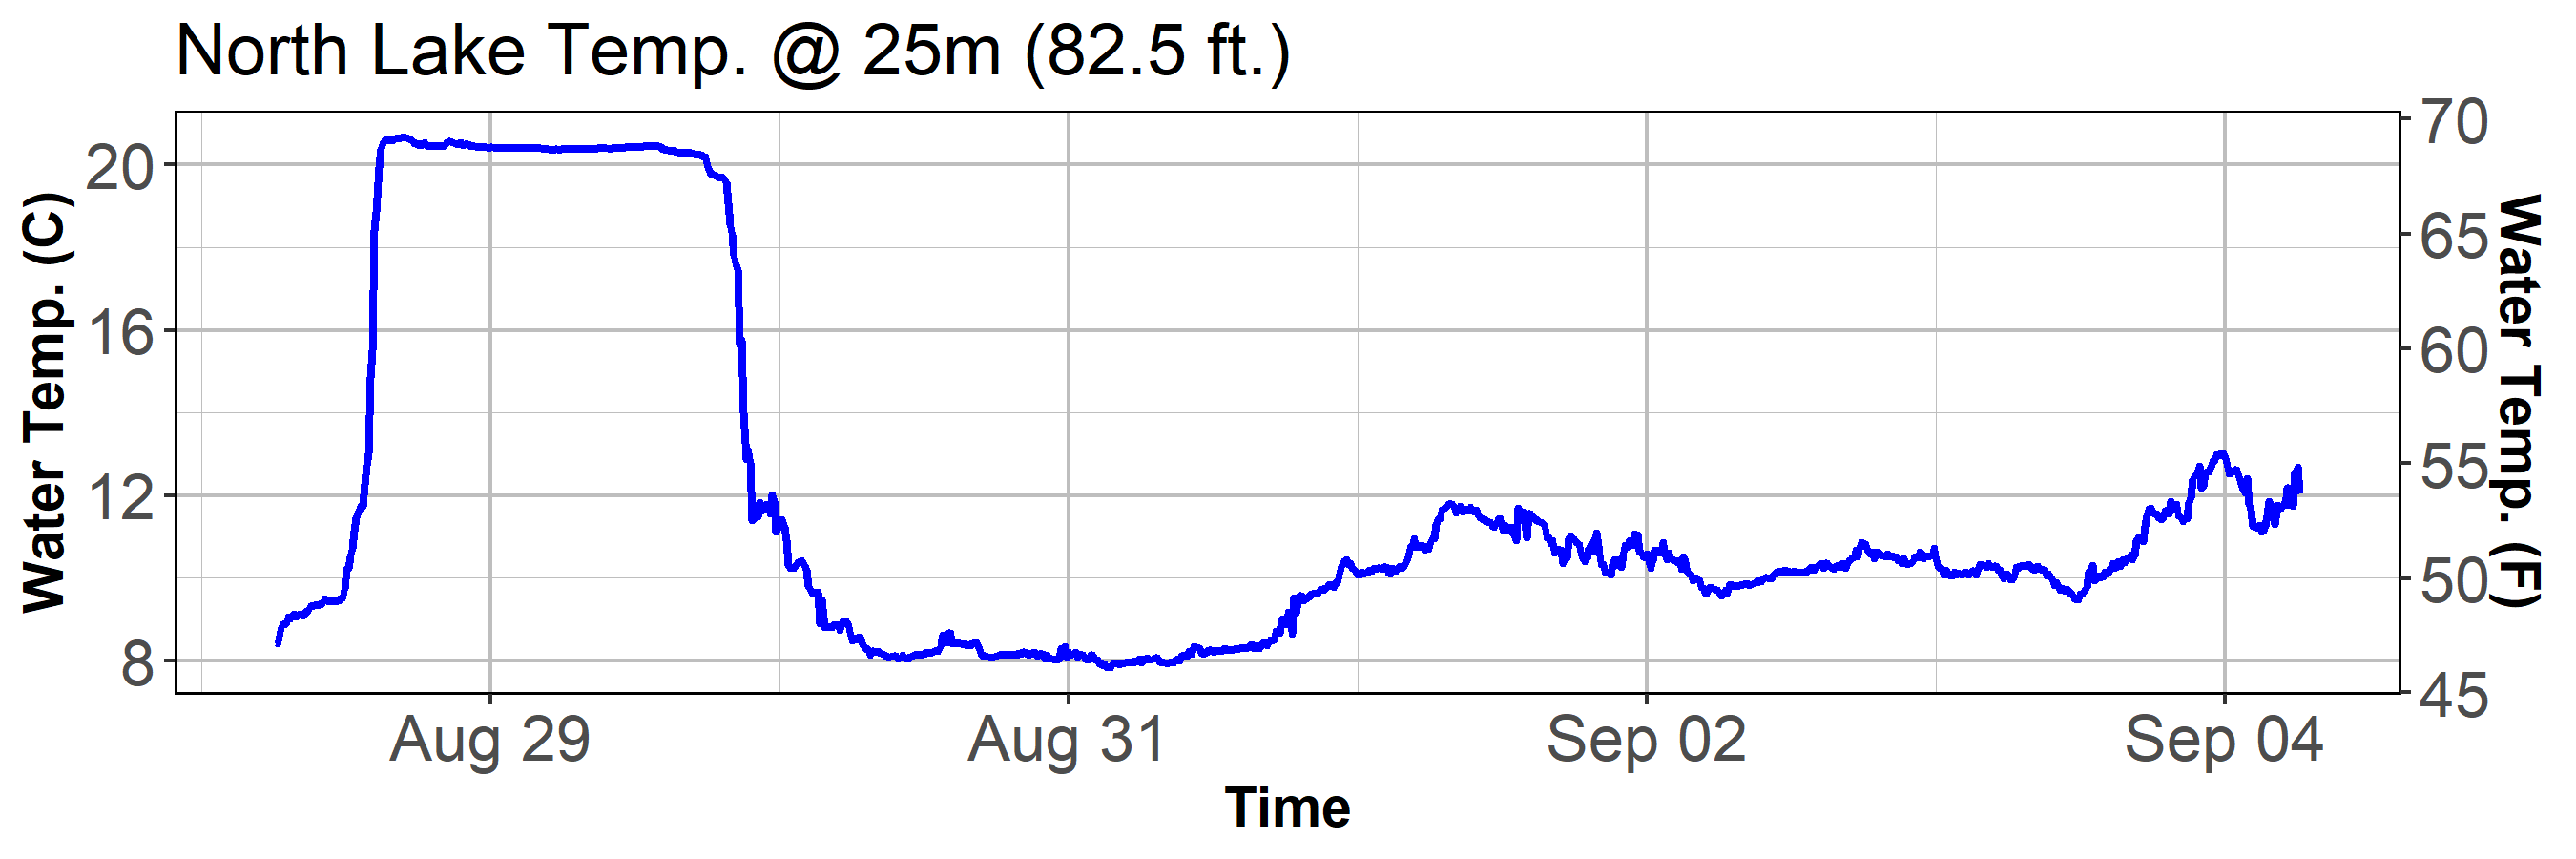 North Lake Temp. @ 25m (82.5 ft.)
Water Temp. (C)
20
16
12
8
70
65
60
55
50
45
Water Temp. (F)
Aug 29
Aug 31
Sep 02
Sep 04
Time